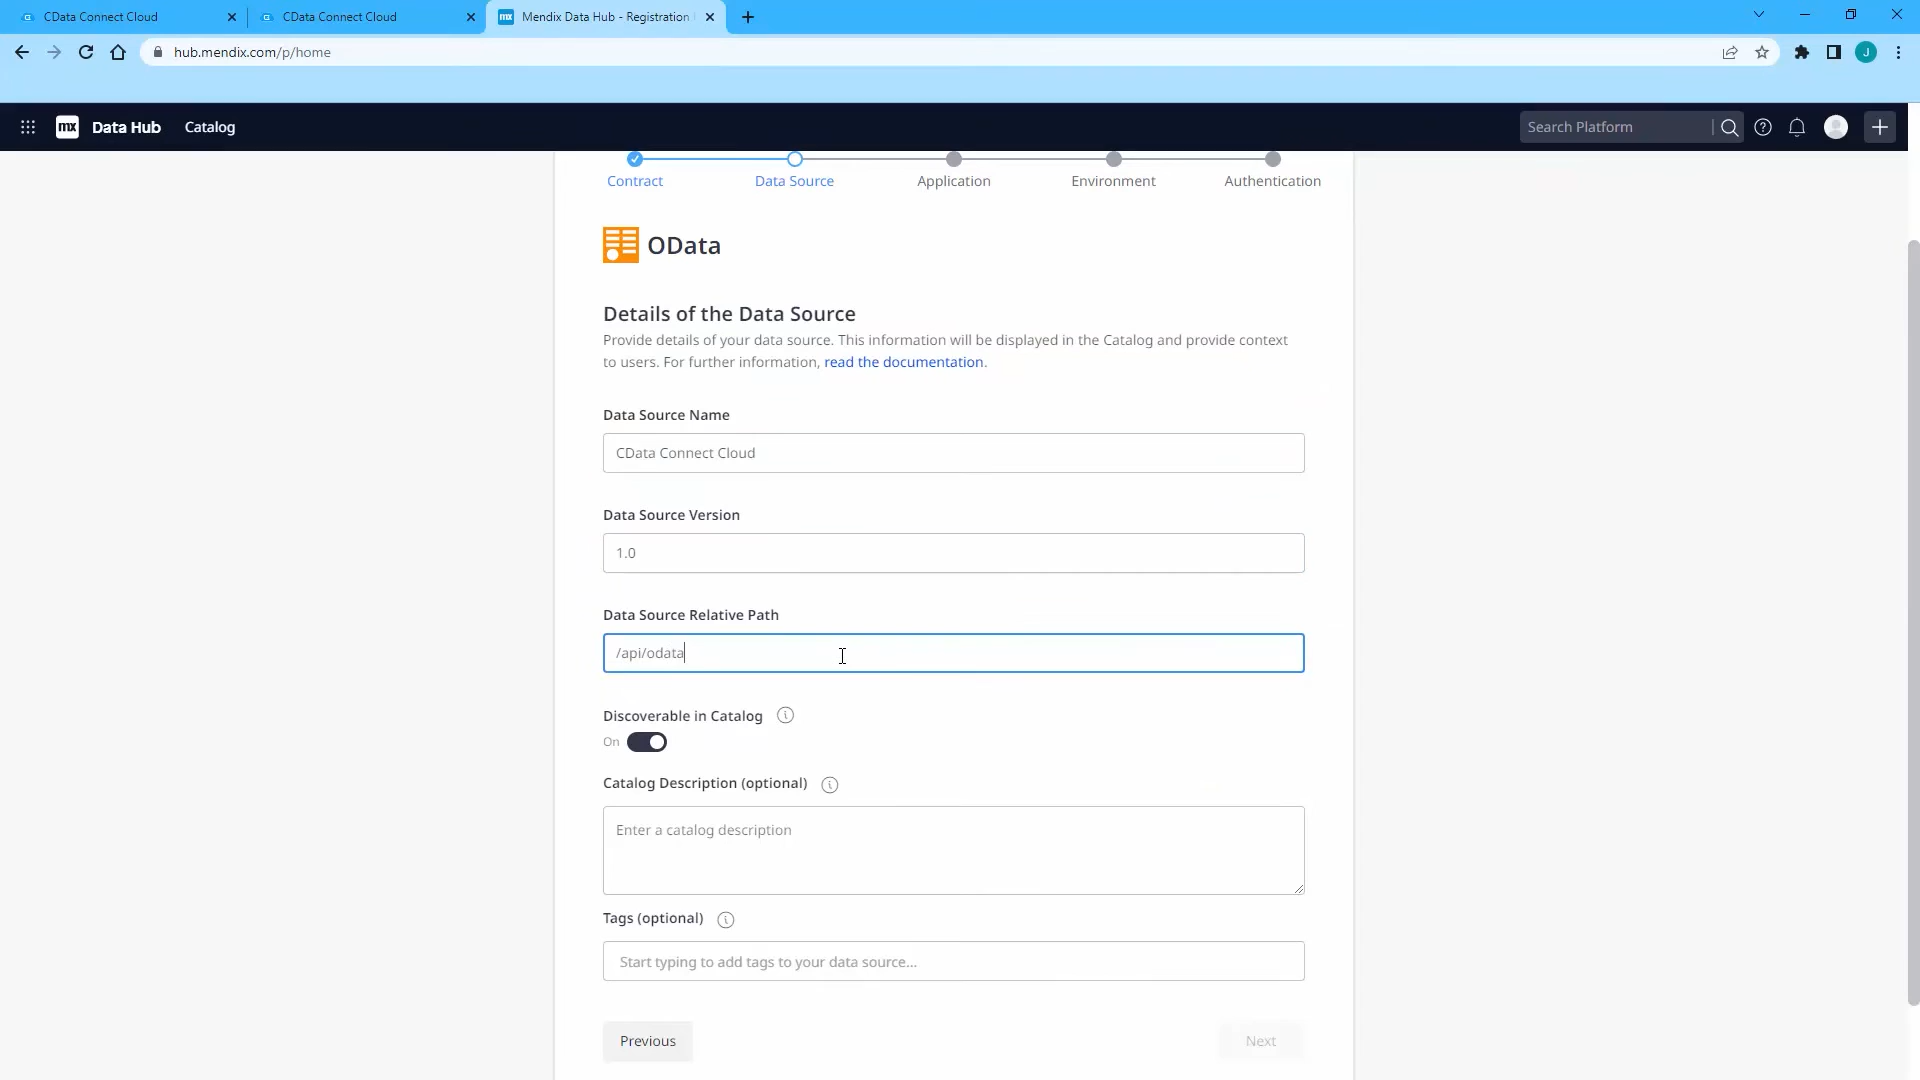 CData Connect Cloud
CData Connect Cloud
Mendix Data Hub - Registration
hub.mendix.com/p/home
J
mx
Data Hub
Catalog
Search Platform
Contract
Data Source
Application
Environment
Authentication
OData
Details of the Data Source
Provide details of your data source. This information will be displayed in the Catalog and provide context
to users. For further information, read the documentation.
Data Source Name
CData Connect Cloud
Data Source Version
1.0
Data Source Relative Path
/api/odata
Discoverable in Catalog
On
Catalog Description (optional)
Enter a catalog description
Tags (optional)
Start typing to add tags to your data source...
Previous
Next